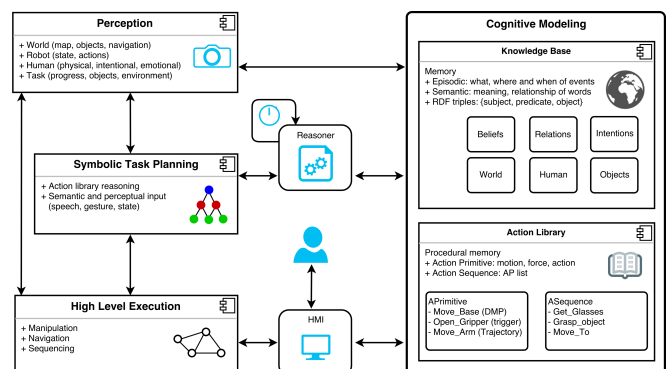 Perception
+ World (map, objects, navigation)
+ Robot (state, actions)
+ Human (physical, intentional, emotional)
+ Task (progress, objects, environment)
Symbolic Task Planning
+ Action library reasoning
+ Semantic and perceptual input
(speech, gesture, state)
High Level Execution
+ Manipulation
+ Navigation
+ Sequencing
Reasoner
HMI
Cognitive Modeling
Knowledge Base
Memory
+ Episodic: what, where and when of events
+ Semantic: meaning, relationship of words
+ RDF triples: {subject, predicate, object}
Beliefs
Relations
Intentions
World
Human
Objects
Action Library
Procedural memory
+ Action Primitive: motion, force, action
+ Action Sequence: AP list
APrimitive
- Move_Base (DMP)
- Open_Gripper (trigger)
- Move_Arm (Trajectory)
ASequence
- Get_Glasses
- Grasp_object
- Move_To